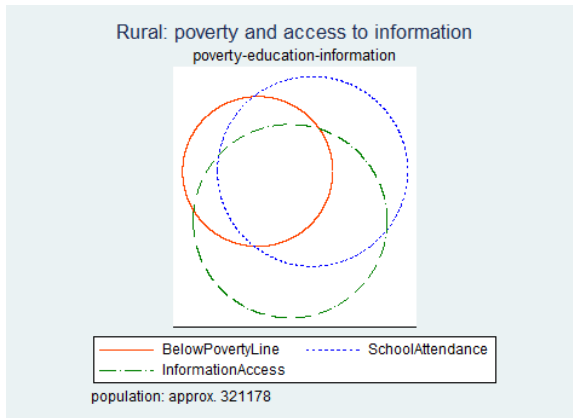 Rural: poverty and access to information
poverty-education-information
BelowPovertyLine
SchoolAttendance
InformationAccess
population: approx. 321178